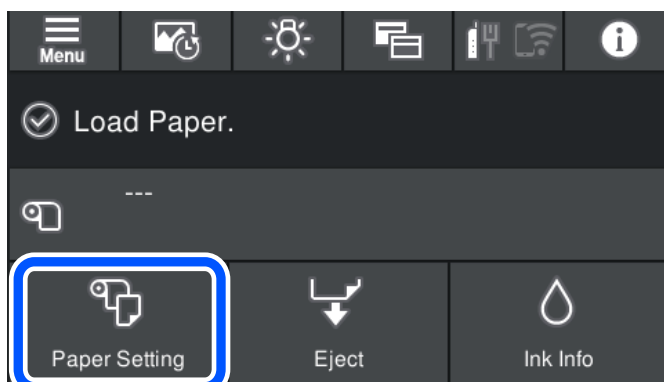 Menu
Load Paper.
---
Paper Setting
Eject
Ink Info